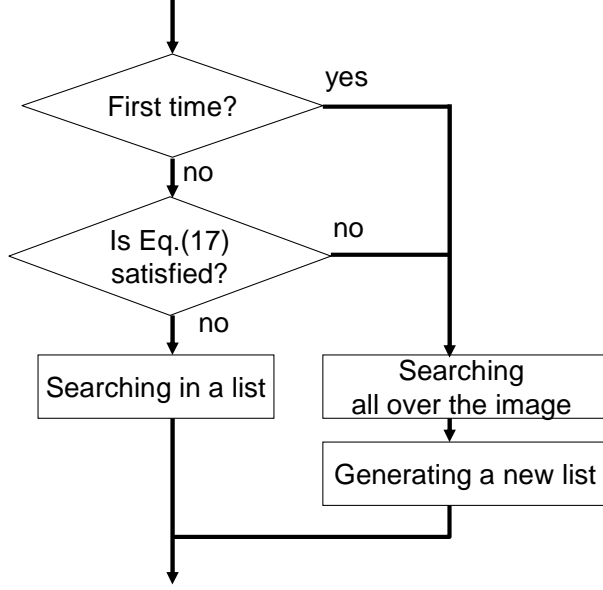 yes
First time?
no
Is Eq.(17)
satisfied?
no
no
Searching in a list
Searching
all over the image
Generating a new list